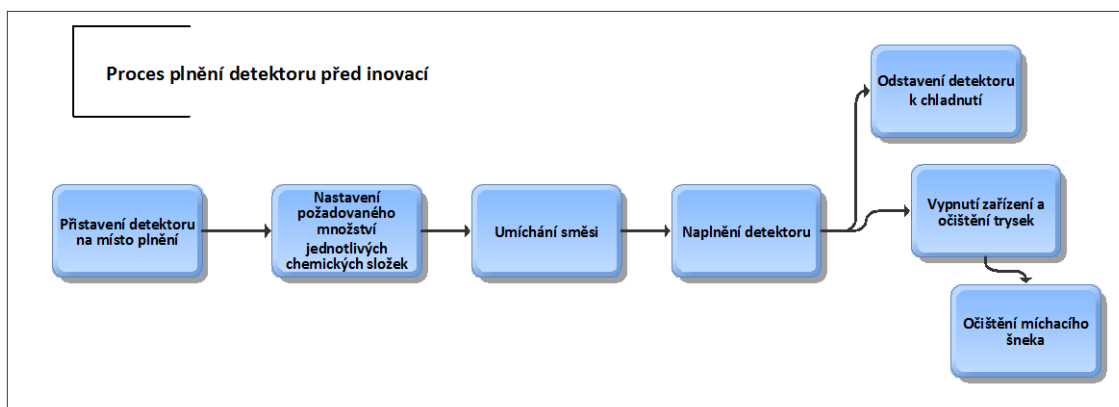 Proces plnění detektoru před inovací
Přistavení detektoru
na místo plnění
Nastavení
požadovaného
množství
jednotlivých
chemických složek
Umíchání směsi
Naplnění detektoru
Odstavení detektoru
k chladnutí
Vypnutí zařízení a
očištění trysek
Očištění míchacího
šneka